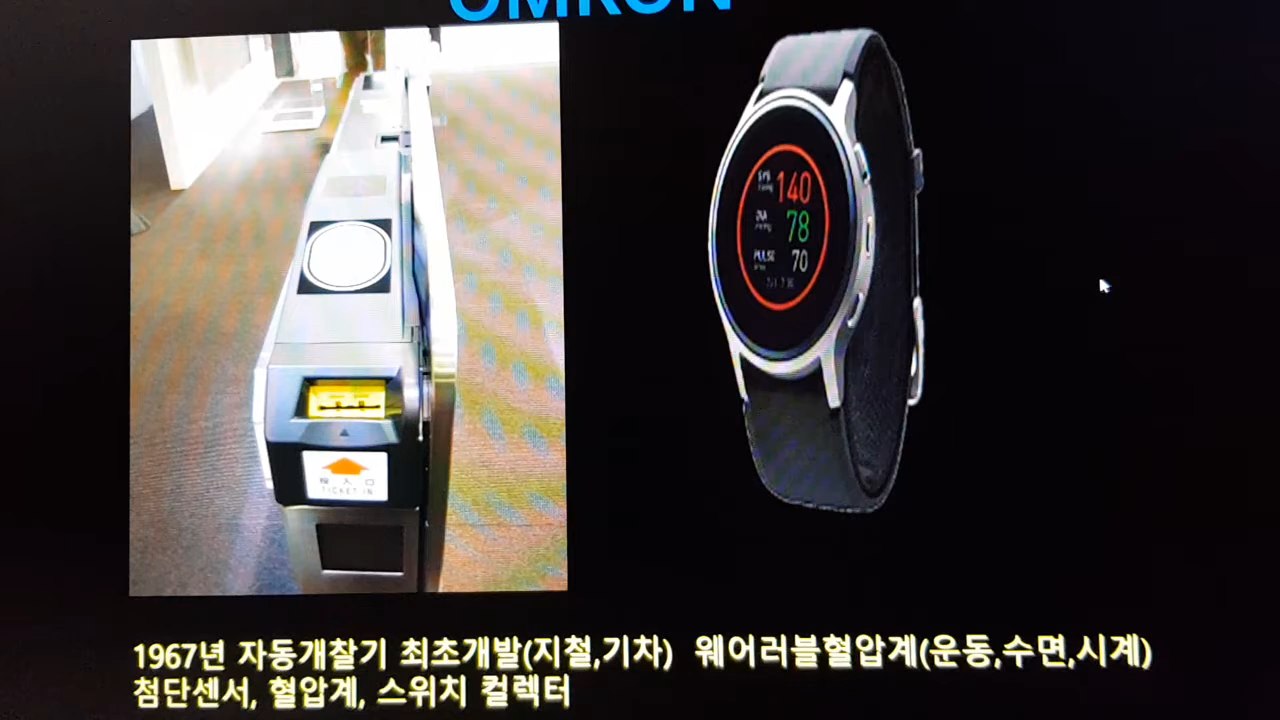 OMRON
SYS
140
DIA
78
PULSE
70
投入口
TICKET IN
1967년 자동개찰기 최초개발(지철,기차) 웨어러블혈압계(운동,수면,시계)
첨단센서, 혈압계, 스위치 컬렉터